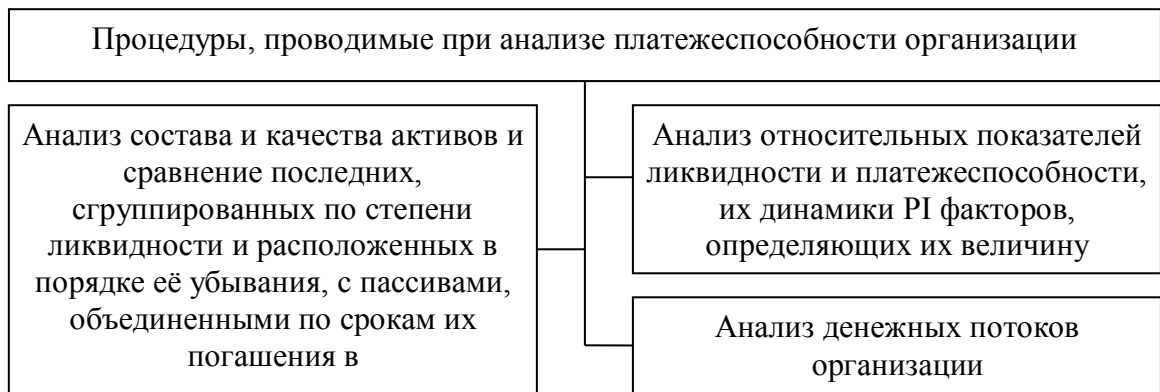 Процедуры, проводимые при анализе платежеспособности организации
Анализ состава и качества активов и
сравнение последних,
сгруппированных по степени
ликвидности и расположенных в
порядке её убывания, с пассивами,
объединенными по срокам их
погашения в
Анализ относительных показателей
ликвидности и платежеспособности,
их динамики PI факторов,
определяющих их величину
Анализ денежных потоков
организации